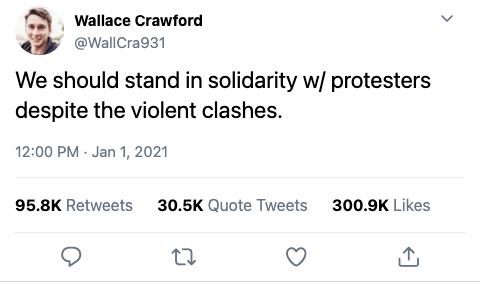 Wallace Crawford
@WallCra931
We should stand in solidarity w/ protesters
despite the violent clashes.
12:00 PM · Jan 1, 2021
95.8K Retweets 30.5K Quote Tweets 300.9K Likes